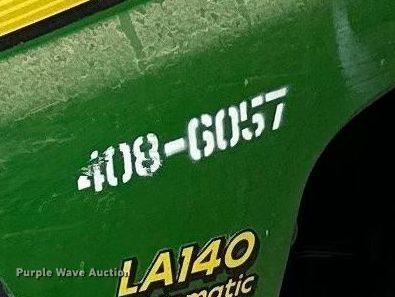 408-6057
LA140
matic
Purple Wave Auction